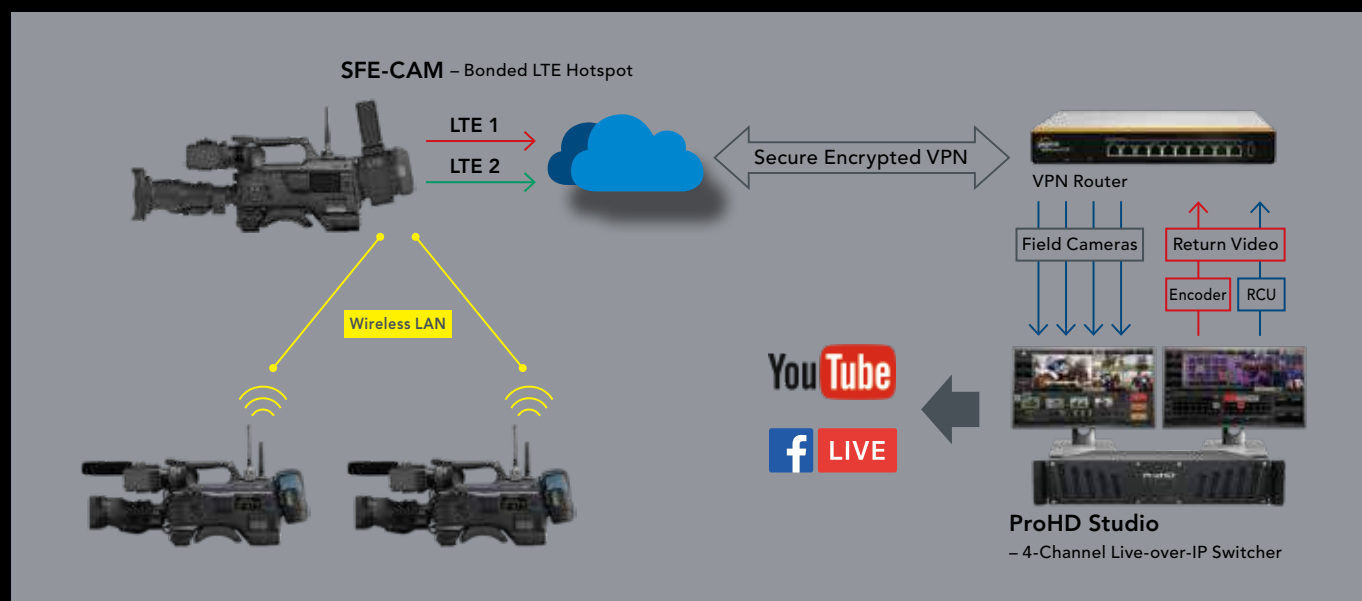 SFE-CAM – Bonded LTE Hotspot
LTE 1
LTE 2
Secure Encrypted VPN
VPN Router
Field Cameras
Return Video
Encoder
RCU
Wireless LAN
YouTube
f LIVE
ProHD
ProHD Studio
– 4-Channel Live-over-IP Switcher